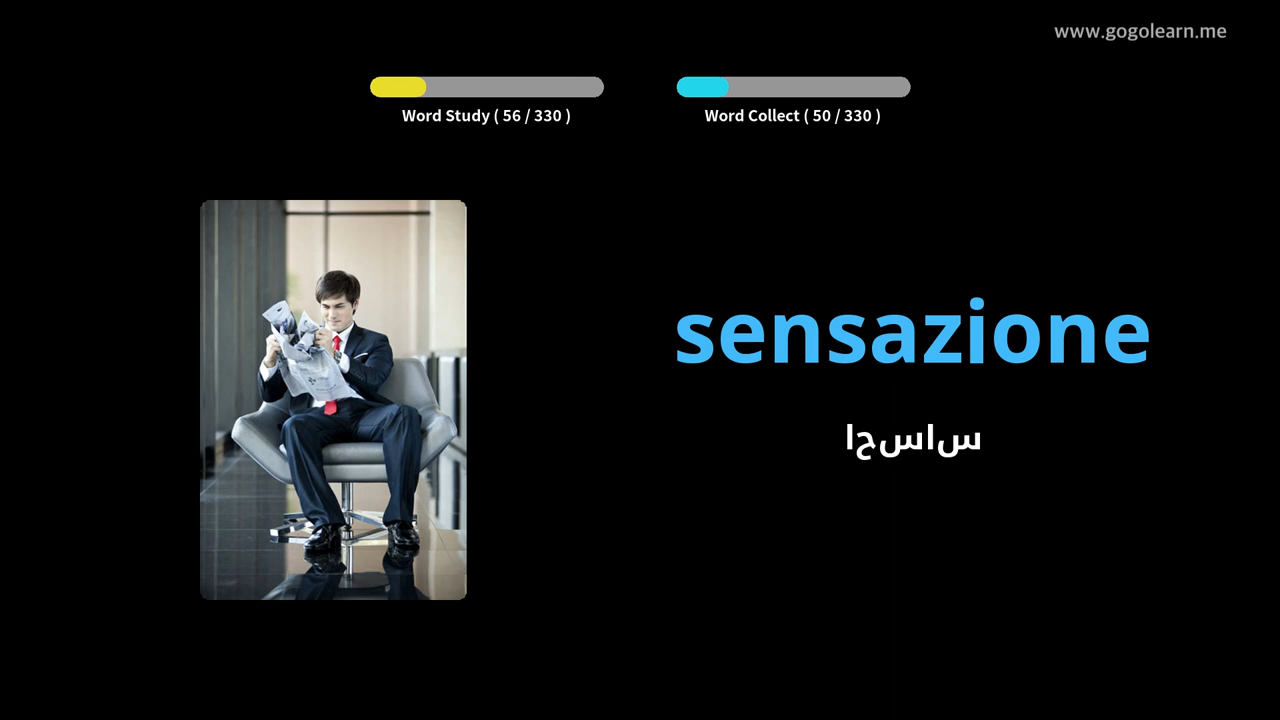 www.gogolearn.me
Word Study ( 56 / 330 )
Word Collect ( 50 / 330 )
sensazione
ساسحا